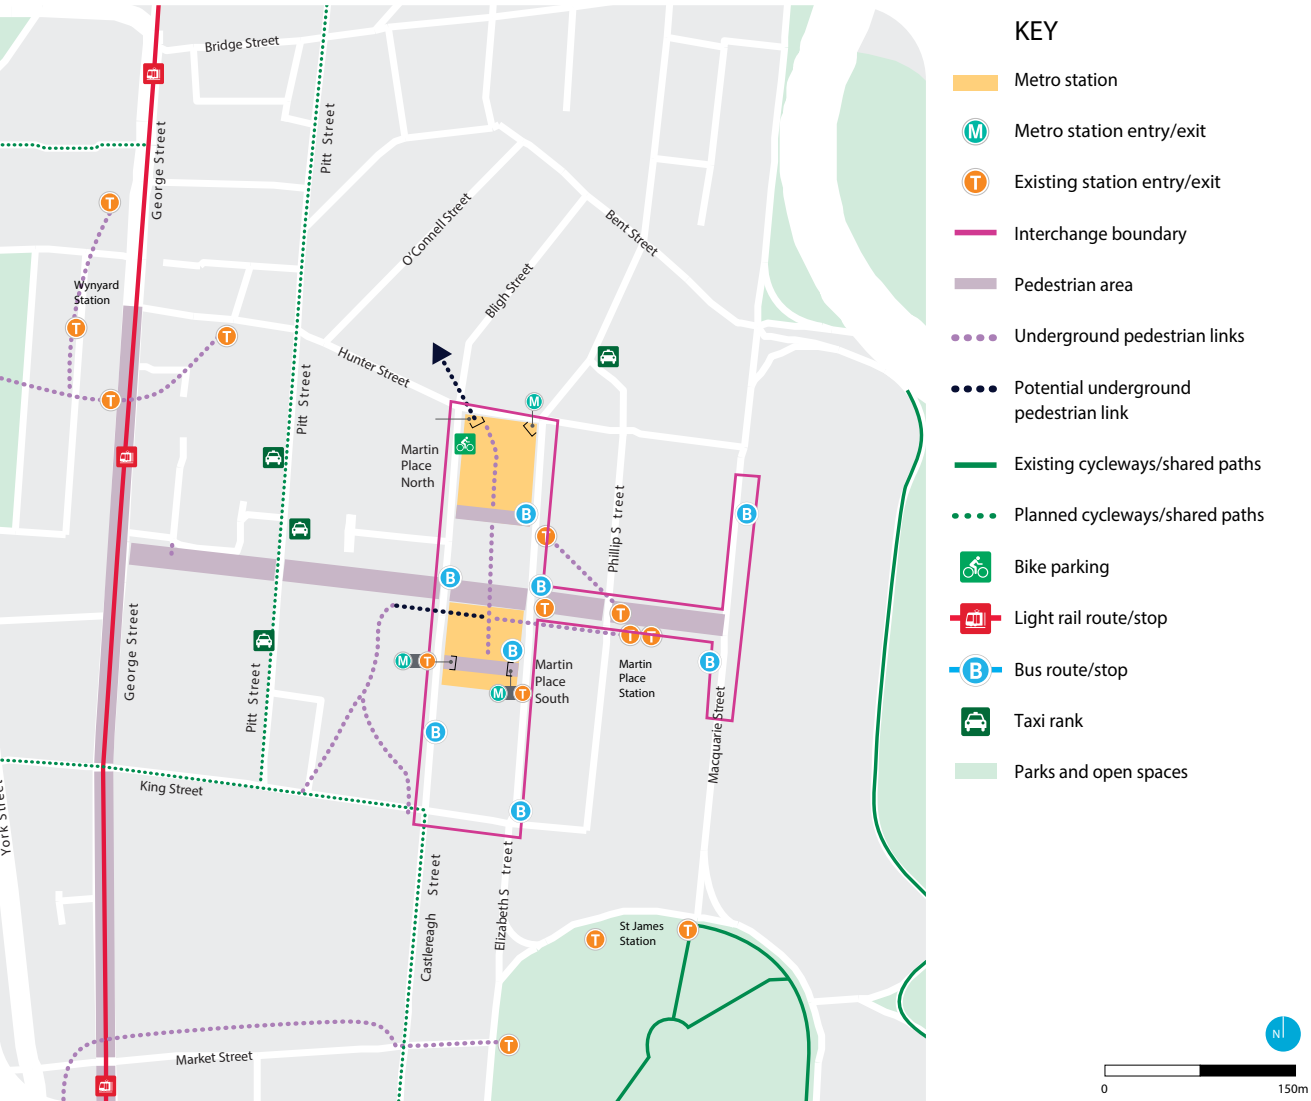 Bridge Street
George Street
Pitt Street
O'Connell Street
Bent Street
Bligh Street
Wynyard
Station
T
T
T
T
Hunter Street
Pitt Street
M
Martin
Place
North
B
B
T
Phillip S treet
B
B
T
T
T
T
M
T
B
B
Martin
Place
South
Martin
Place
Station
M
T
George Street
Pitt Street
Macquarie Street
B
King Street
York Street
B
Castlereagh Street
Elizabeth S treet
T
St James
Station
T
Market Street
T
KEY
Metro station
M
Metro station entry/exit
T
Existing station entry/exit
Interchange boundary
Pedestrian area
Underground pedestrian links
Potential underground
pedestrian link
Existing cycleways/shared paths
Planned cycleways/shared paths
Bike parking
Light rail route/stop
B
Bus route/stop
Taxi rank
Parks and open spaces
N
0
150m